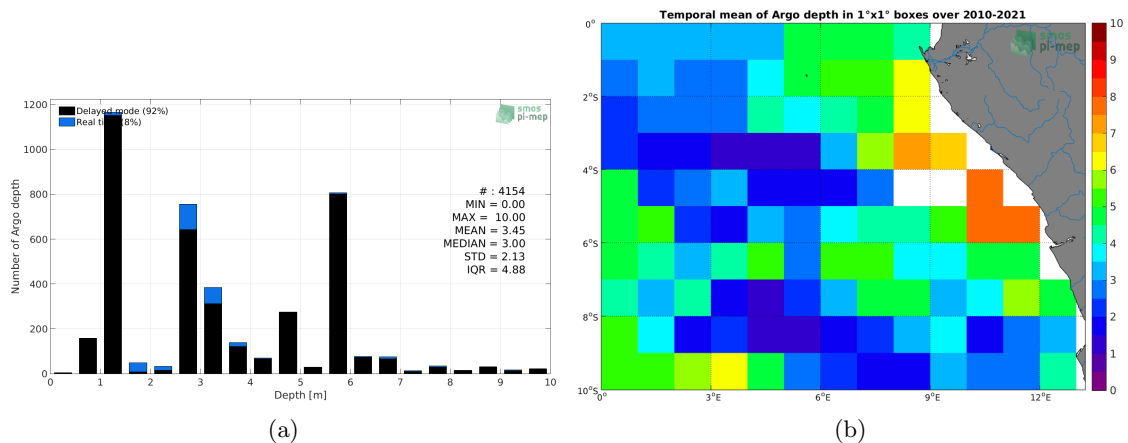 Temporal mean of Argo depth in 1°x1° boxes over 2010-2021
1200
1000
800
600
400
200
0
Number of Argo depth
Delayed mode (92%)
(8%)
smos
pi-mep
# : 4154
MIN = 0.00
MAX = 10.00
MEAN = 3.45
MEDIAN = 3.00
STD = 2.13
IQR = 4.88
0 1 2 3 4 5 6 7 8 9 10
Depth [m]
(a)
0°
2°S
4°S
6°S
8°S
10°S
0° 3°E 6°E 9°E 12°E
smos
pi-mep
10
9
8
7
6
5
4
3
2
1
0
(b)